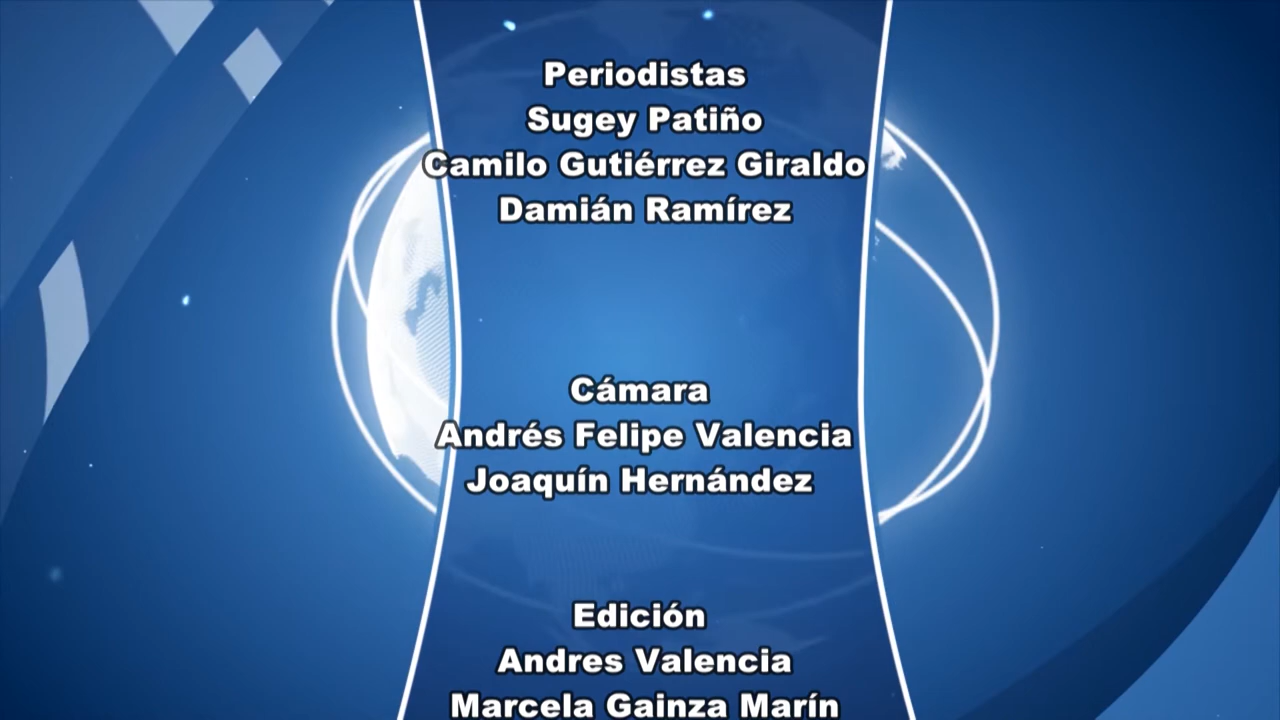 Periodistas
Sugey Patiño
Camilo Gutiérrez Giraldo
Damián Ramírez
Cámara
Andrés Felipe Valencia
Joaquín Hernández
Edición
Andres Valencia
Marcela Gainza Marín